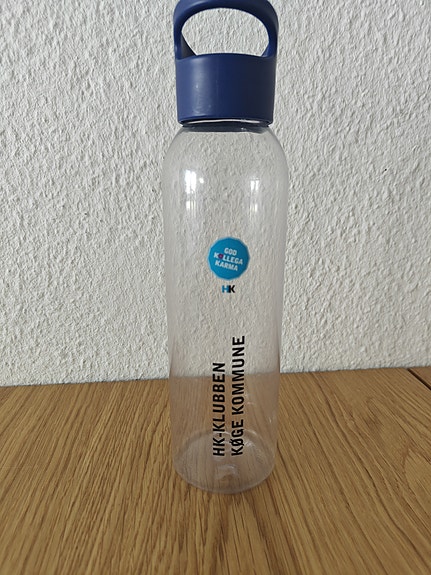 GOD
KOLLEGA
KARMA
HK
HK-KLUBBEN
KØGE KOMMUNE